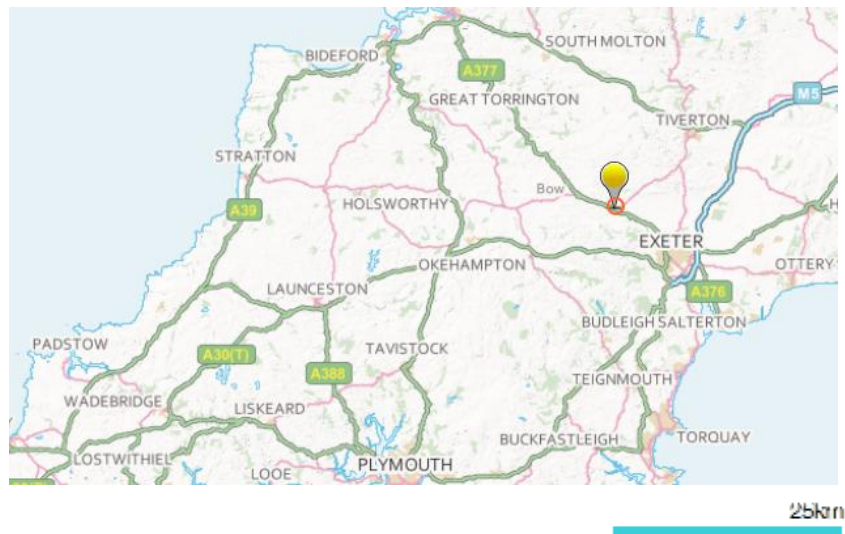 SOUTH MOLTON
BIDEFORD
A377
M5
GREAT TORRINGTON
TIVERTON
STRATTON
Bow
HOLSWORTHY
A39
EXETER
OKEHAMPTON
OTTERY
LAUNCESTON
A376
BUDLEIGH SALTERTON
PADSTOW
TAVISTOCK
A30(T)
A388
TEIGNMOUTH
WADEBRIDGE
LISKEARD
TORQUAY
BUCKFASTLEIGH
LOSTWITHIEL
PLYMOUTH
LOOE
25km